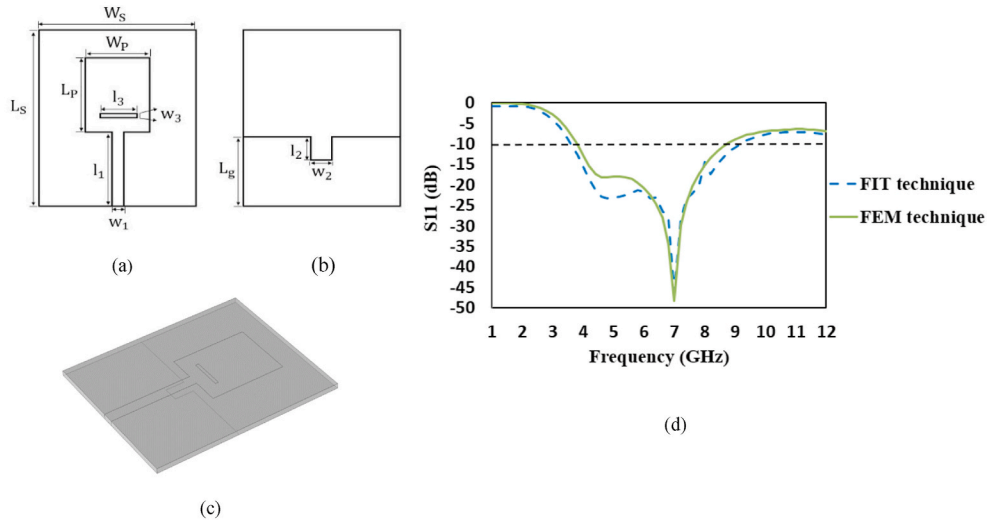 W_S
W_P
L_S
L_P
l_3
w_3
l_1
w_1
(a)
L_g
l_2
w_2
(b)
(c)
0
-5
-10
-15
-20
-25
-30
-35
-40
-45
-50
S11 (dB)
1 2 3 4 5 6 7 8 9 10 11 12
Frequency (GHz)
FIT technique
FEM technique
(d)